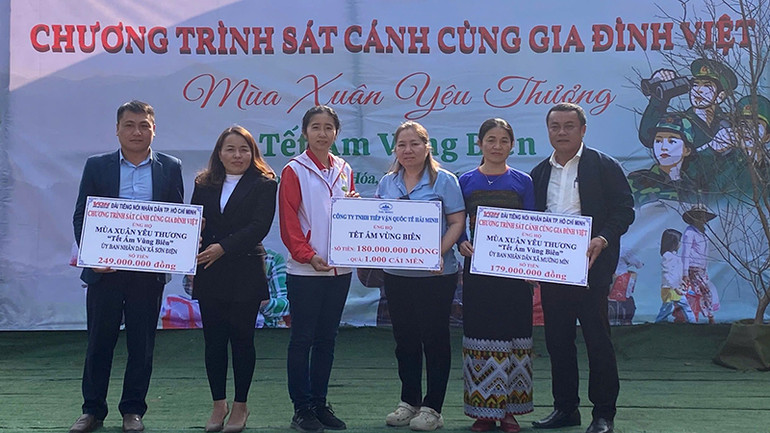 CHƯƠNG TRÌNH SÁT CÁNH CÙNG GIA ĐÌNH VIỆT
Mùa Xuân Yêu Thương
Tết Ấm Vùng Biên
Hóa,
ĐÀI TIẾNG NÓI NHÂN DÂN TP. HỒ CHÍ MINH
CHƯƠNG TRÌNH SÁT CÁNH CÙNG GIA ĐÌNH VIỆT
ỦNG HỘ
MÙA XUÂN YÊU THƯƠNG
"Tết Ấm Vùng Biên"
ỦY BAN NHÂN DÂN XÃ SƠN ĐIỆN
SỐ TIỀN
249.000.000 đồng
CÔNG TY TNHH TIẾP VẬN QUỐC TẾ HẢI MINH
ỦNG HỘ
TẾT ẤM VÙNG BIÊN
SỐ TIỀN: 180.000.000 ĐỒNG
- QUÀ: 1.000 CÁI MỀN
ĐÀI TIẾNG NÓI NHÂN DÂN TP. HỒ CHÍ MINH
CHƯƠNG TRÌNH SÁT CÁNH CÙNG GIA ĐÌNH VIỆT
ỦNG HỘ
MÙA XUÂN YÊU THƯƠNG
"Tết Ấm Vùng Biên"
ỦY BAN NHÂN DÂN XÃ MƯỜNG MÌN
SỐ TIỀN
179.000.000 đồng